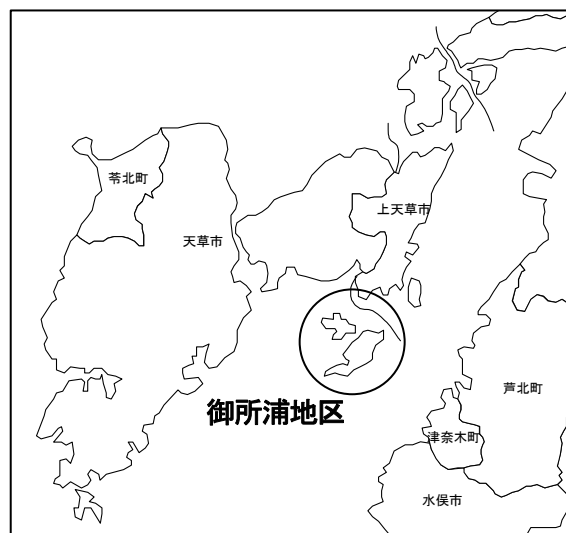 苓北町
天草市
上天草市
御所浦地区
芦北町
津奈木町
水俣市